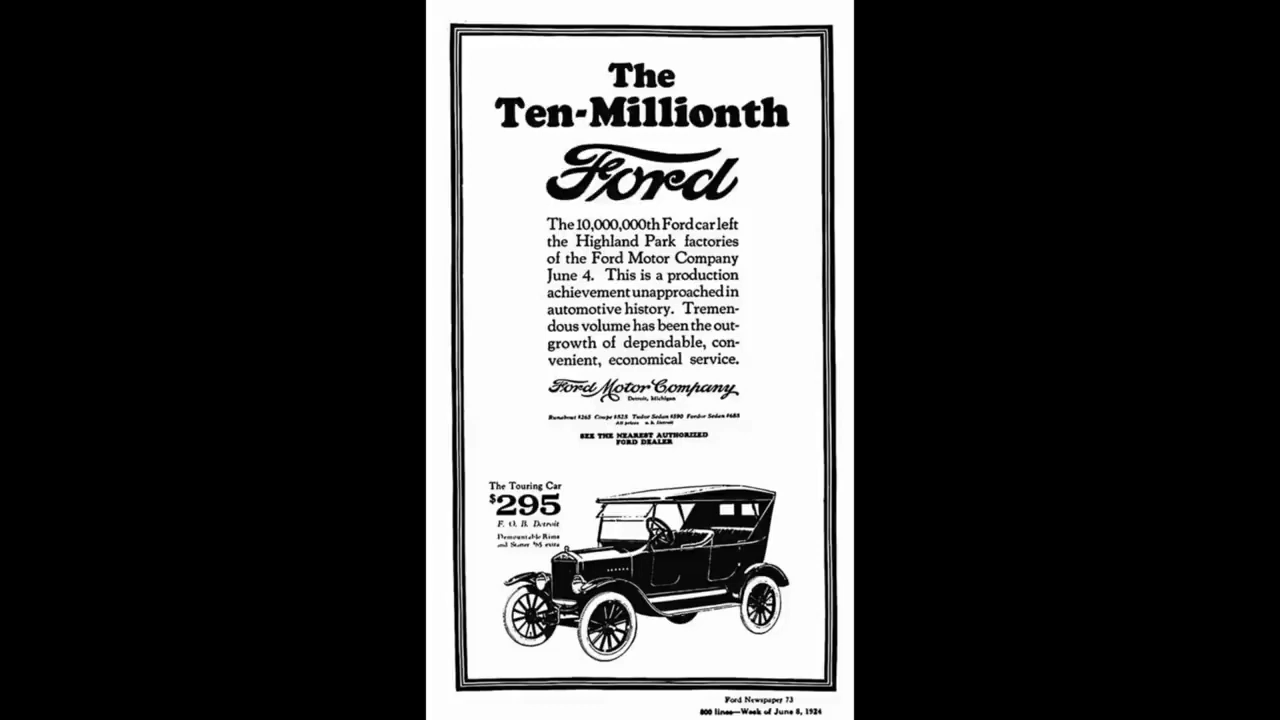 The
Ten-Millionth
Ford
The 10,000,000th Ford car left
the Highland Park factories
of the Ford Motor Company
June 4. This is a production
achievement unapproached in
automotive history. Tremen-
dous volume has been the out-
growth of dependable, con-
venient, economical service.
Ford Motor Company
Detroit, Michigan
Runabout $265 Coupe $525 Tudor Sedan $590 Fordor Sedan $685
All prices o. b. Detroit
SEE THE NEAREST AUTHORIZED
FORD DEALER
The Touring Car
$295
F. O. B. Detroit
Demountable Rims
and Starter extra
Ford Newspaper 73
800 lines—Week of June 8, 1924